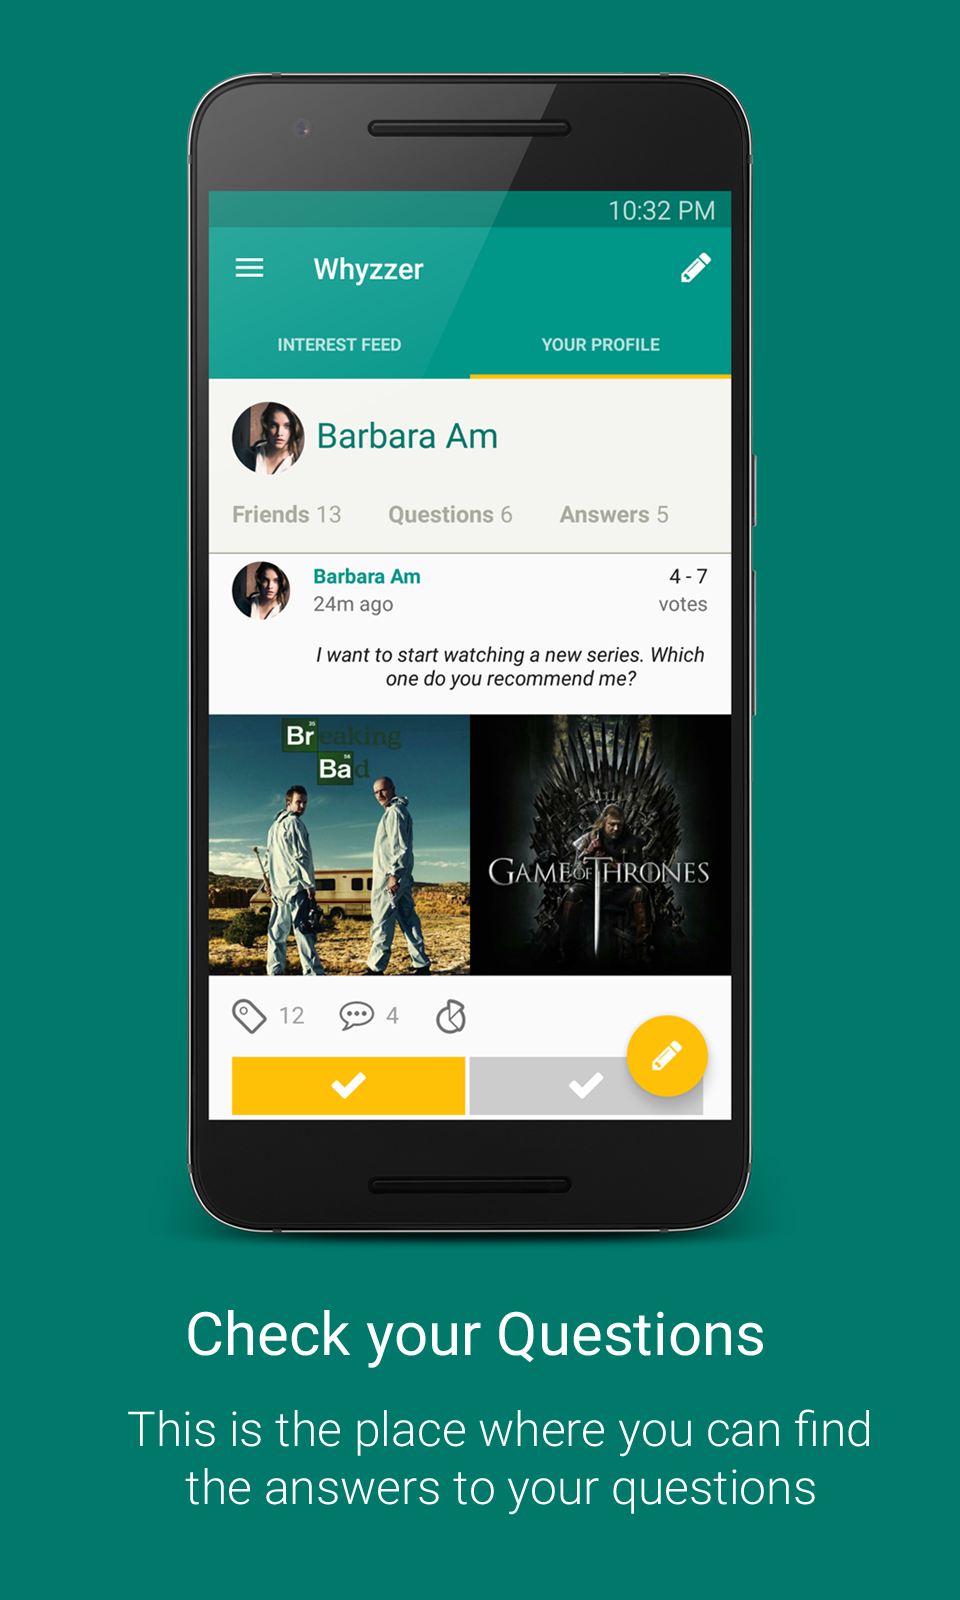 10:32 PM
Whyzzer
INTEREST FEED
YOUR PROFILE
Barbara Am
Friends 13
Questions 6
Answers 5
Barbara Am
4 - 7
24m ago
votes
I want to start watching a new series. Which
one do you recommend me?
35
Breaking
56
Bad
GAME OF THRONES
12
4
Check your Questions
This is the place where you can find
the answers to your questions